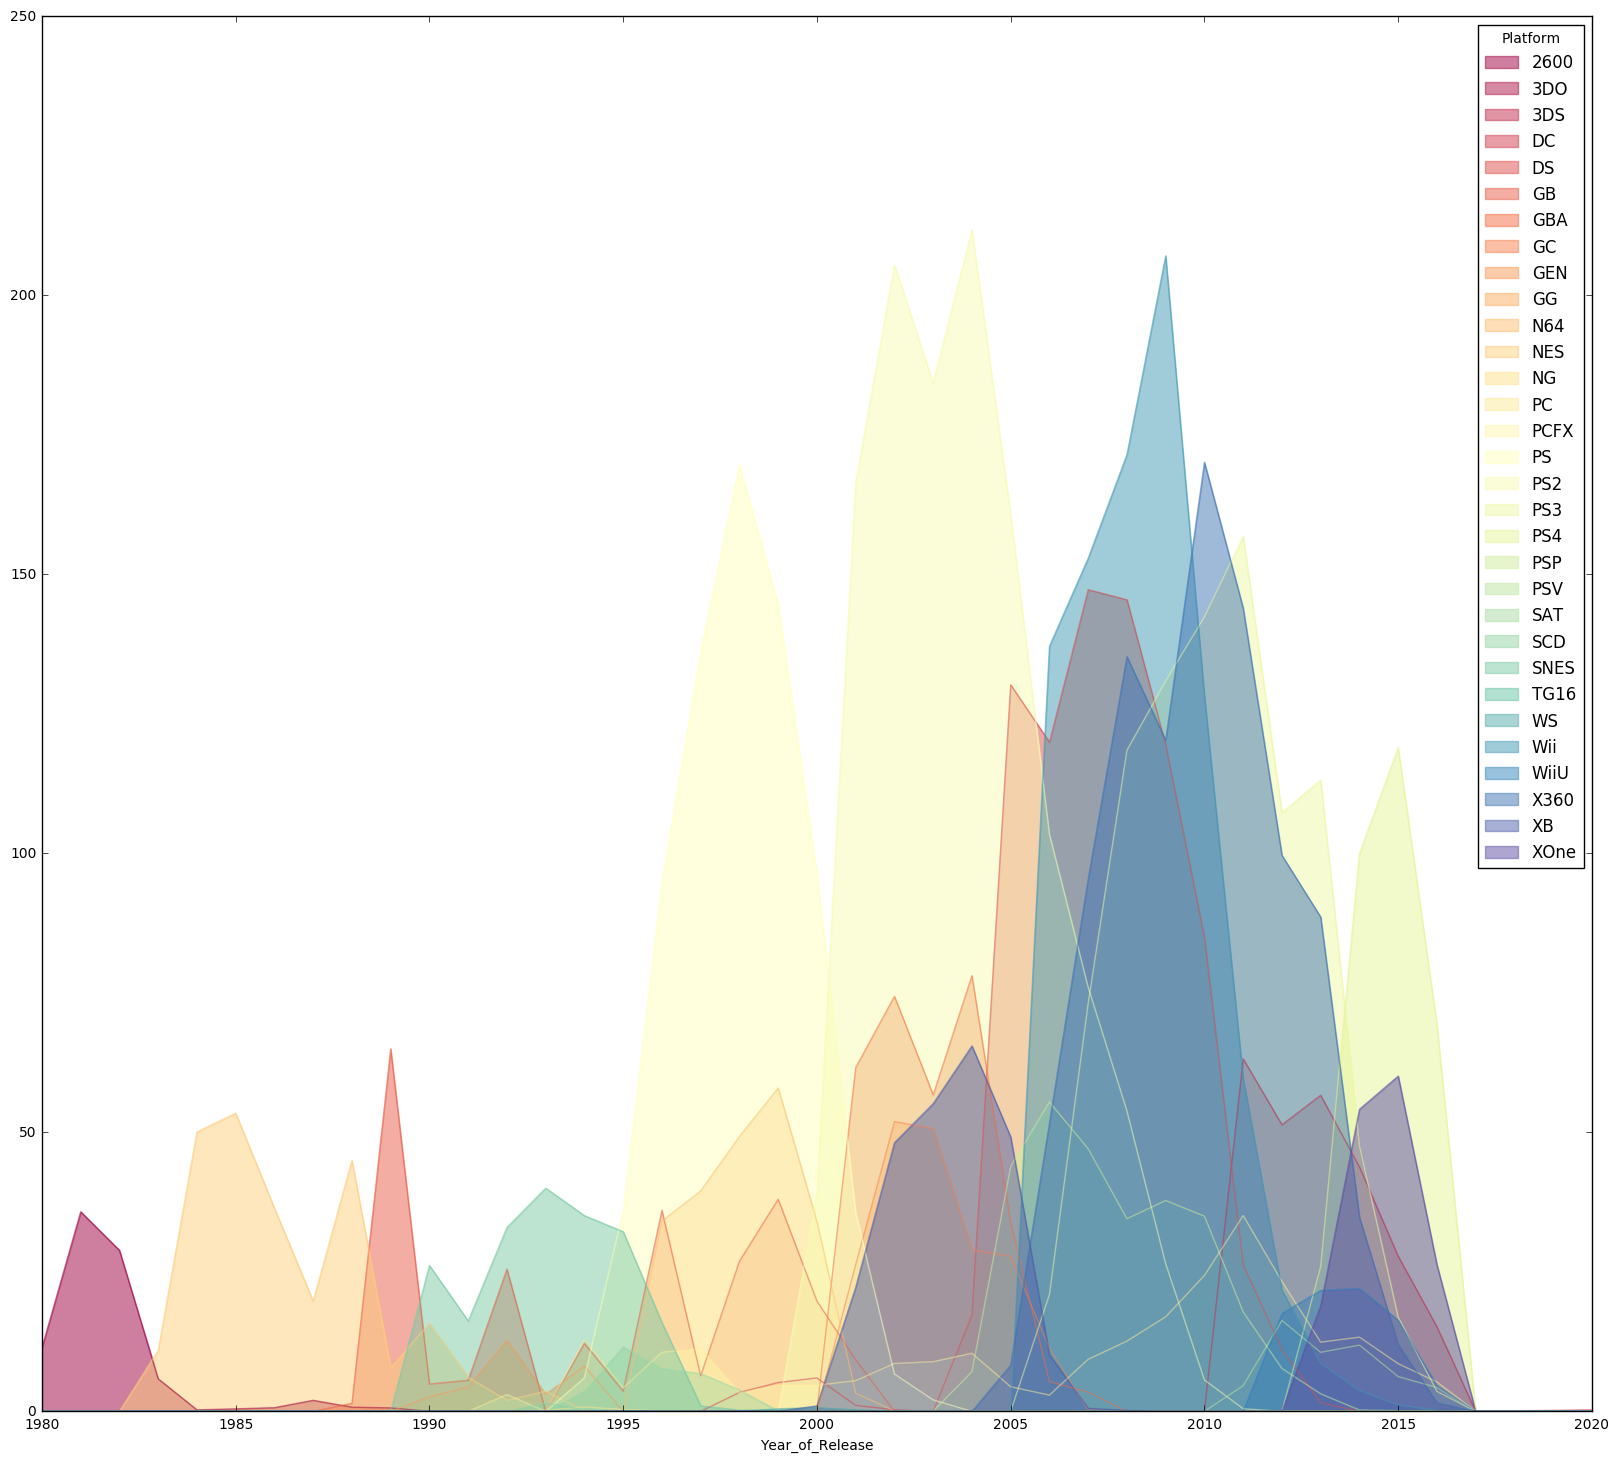 250
200
150
100
50
0
1980 1985 1990 1995 2000 2005 2010 2015 2020
Year_of_Release
Platform
2600
3DO
3DS
DC
DS
GB
GBA
GC
GEN
GG
N64
NES
NG
PC
PCFX
PS
PS2
PS3
PS4
PSP
PSV
SAT
SCD
SNES
TG16
WS
Wii
WiiU
X360
XB
XOne